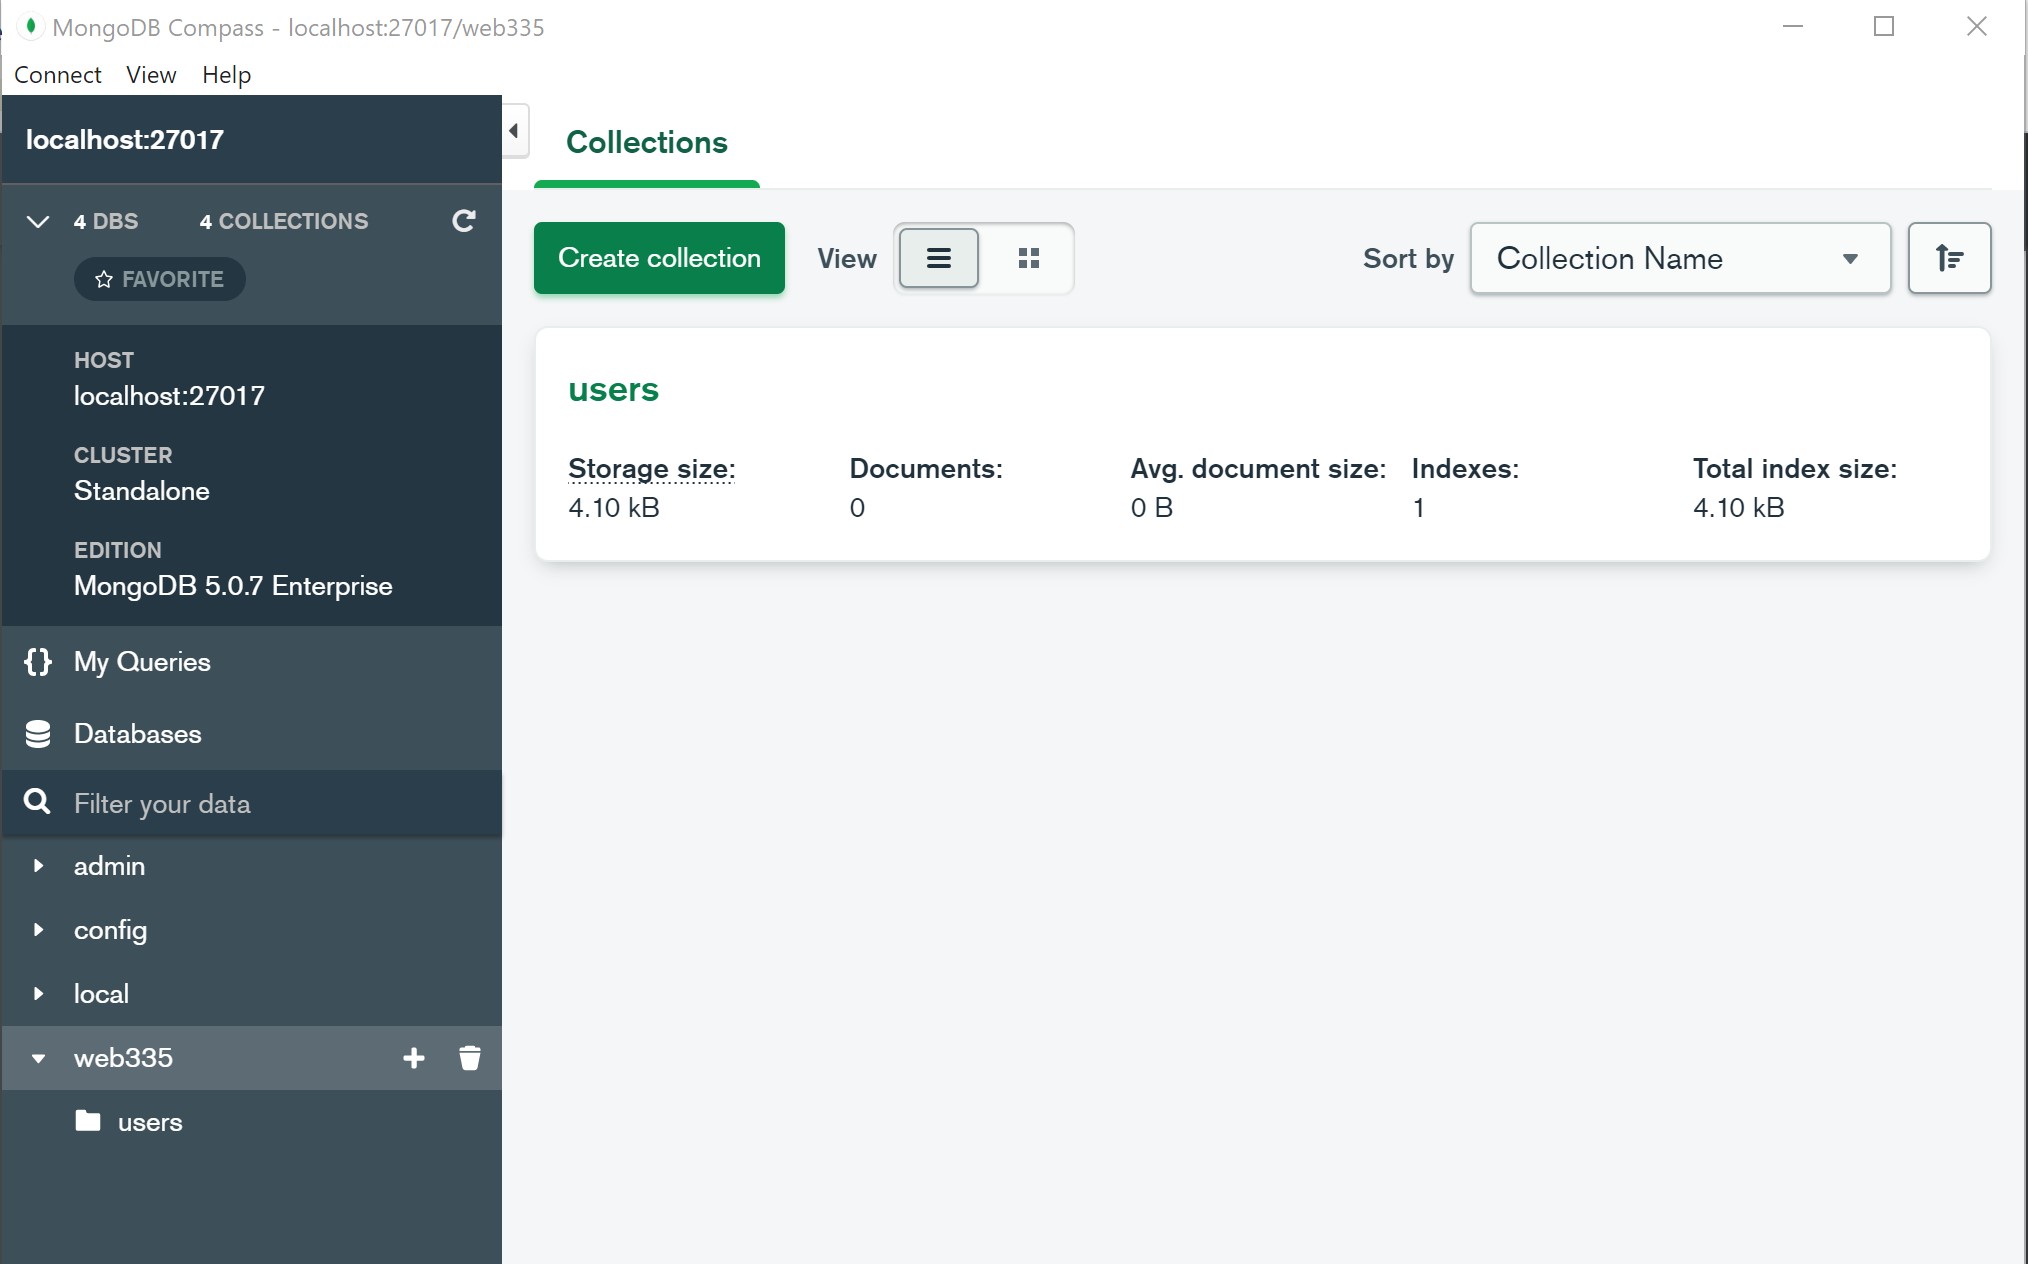 MongoDB Compass - localhost:27017/web335
Connect View Help
localhost:27017
4 DBS 4 COLLECTIONS
FAVORITE
HOST
localhost:27017
CLUSTER
Standalone
EDITION
MongoDB 5.0.7 Enterprise
My Queries
Databases
Filter your data
admin
config
local
web335
users
Collections
Create collection View Sort by Collection Name
users
Storage size: Documents: Avg. document size: Indexes: Total index size:
4.10 kB 0 0 B 1 4.10 kB